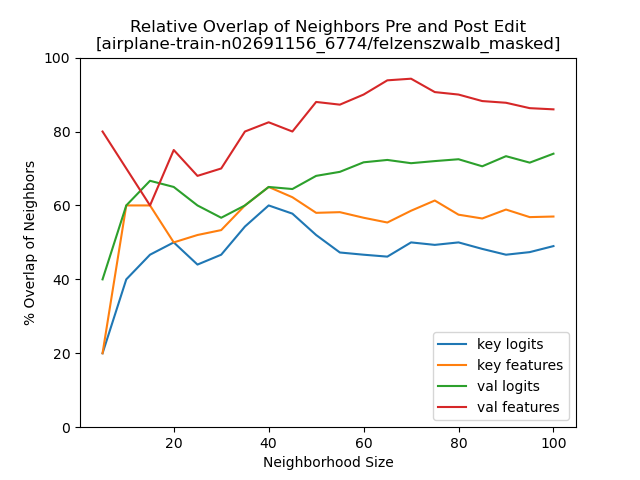 Relative Overlap of Neighbors Pre and Post Edit
[airplane-train-n02691156_6774/felzenszwalb_masked]
100
80
60
40
20
0
% Overlap of Neighbors
key logits
key features
val logits
val features
20 40 60 80 100
Neighborhood Size